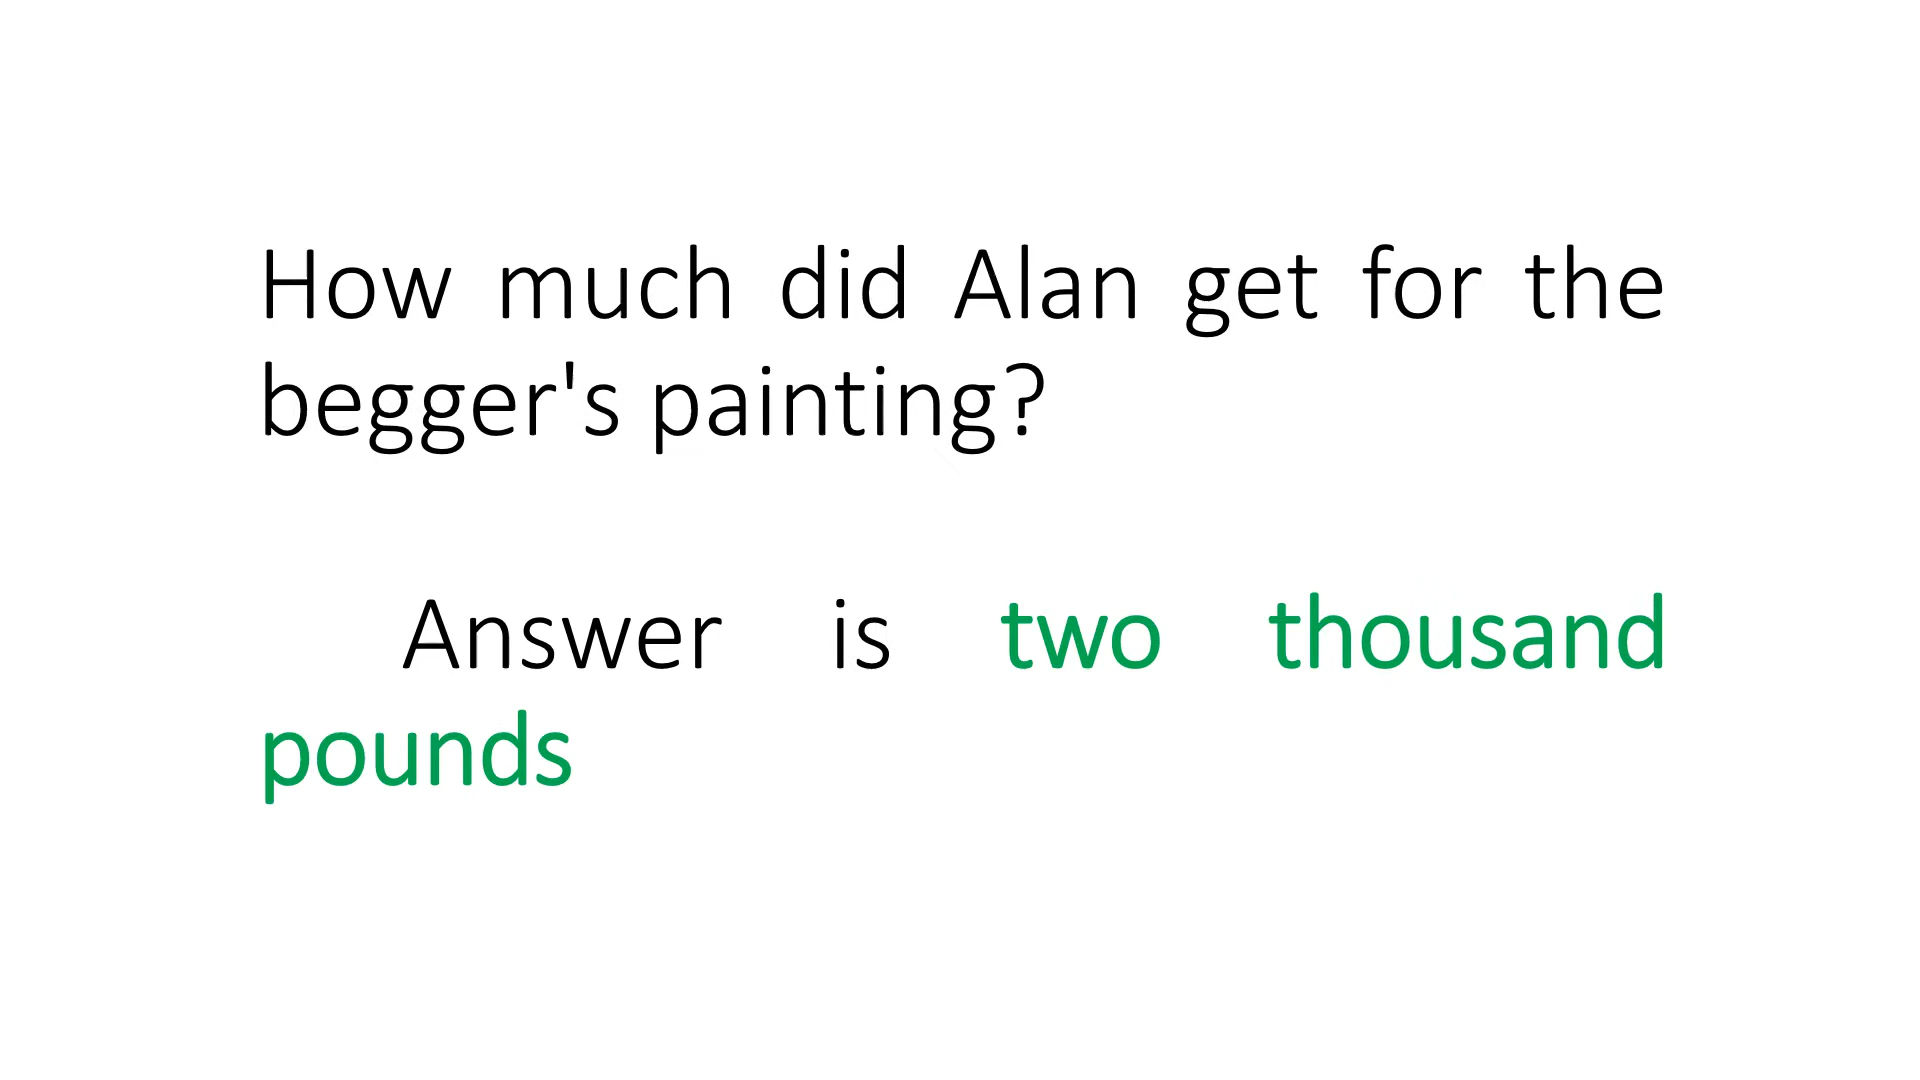 How much did Alan get for the
begger's painting?
Answer is two thousand
pounds